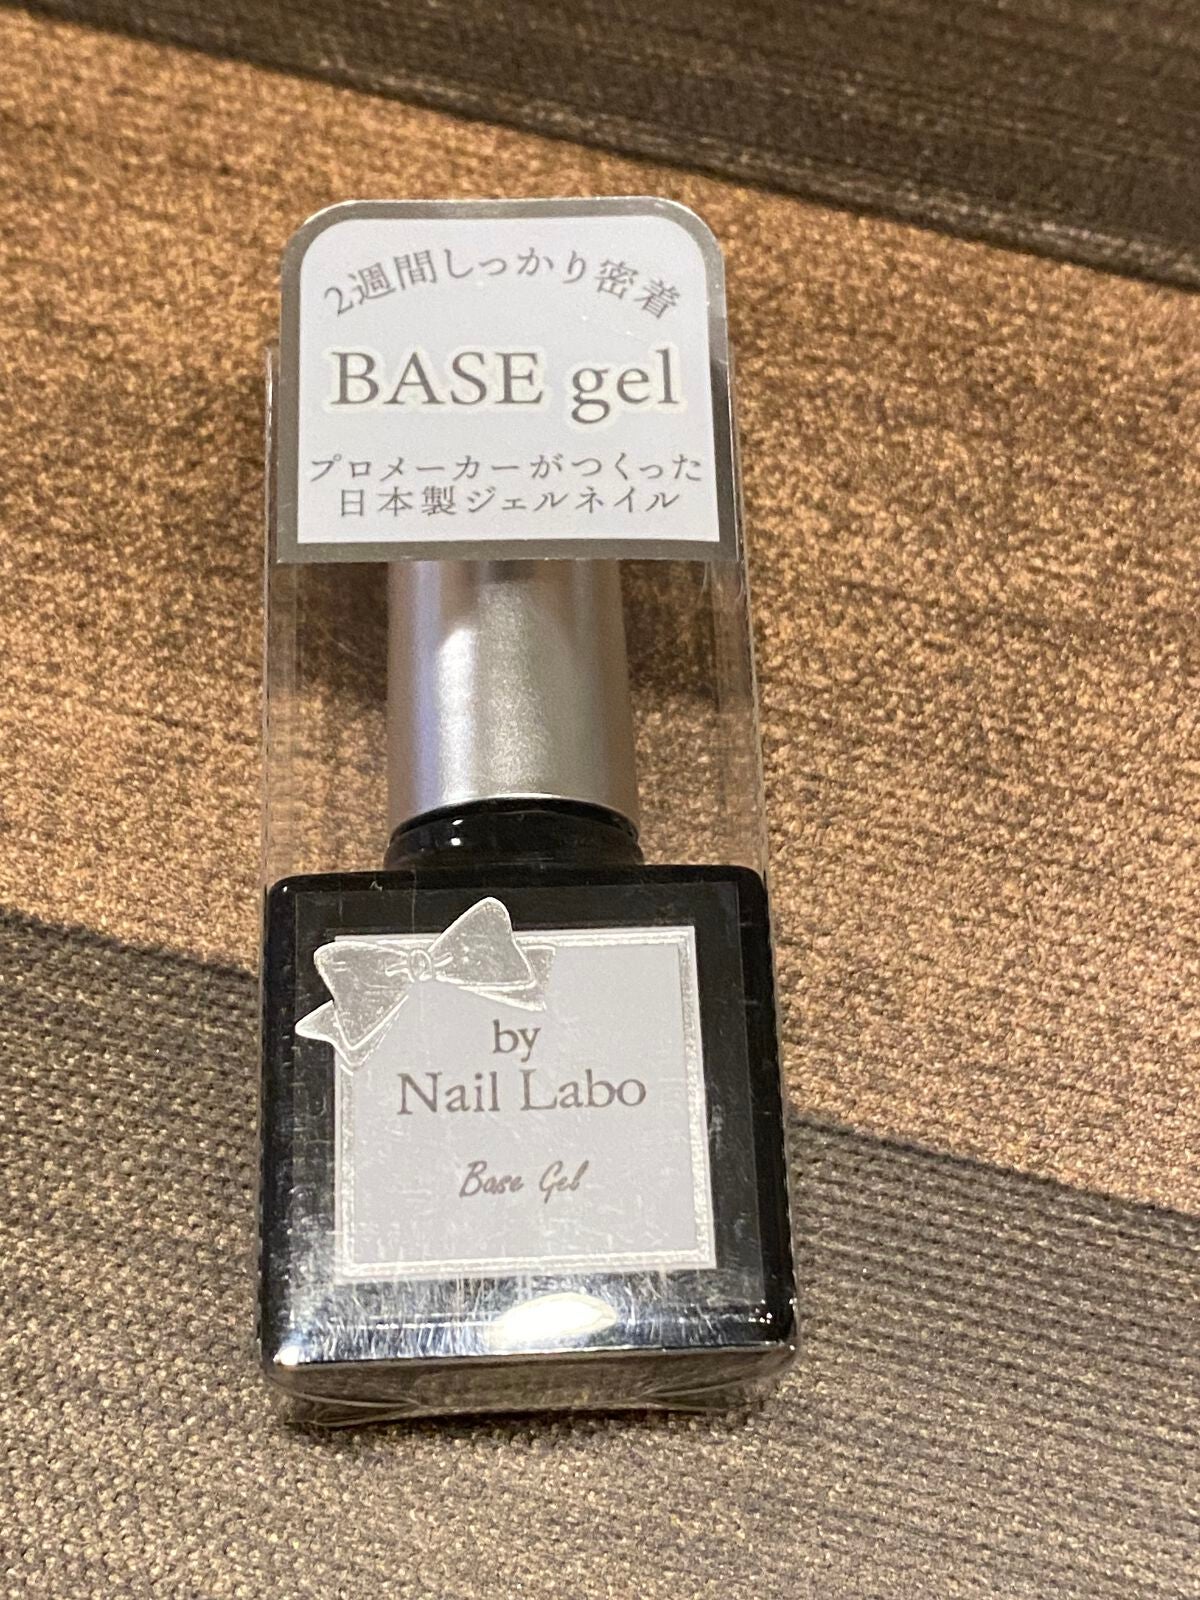 2週間しっかり密着
BASE gel
プロメーカーがつくった
日本製ジェルネイル
by
Nail Labo
Base Gel